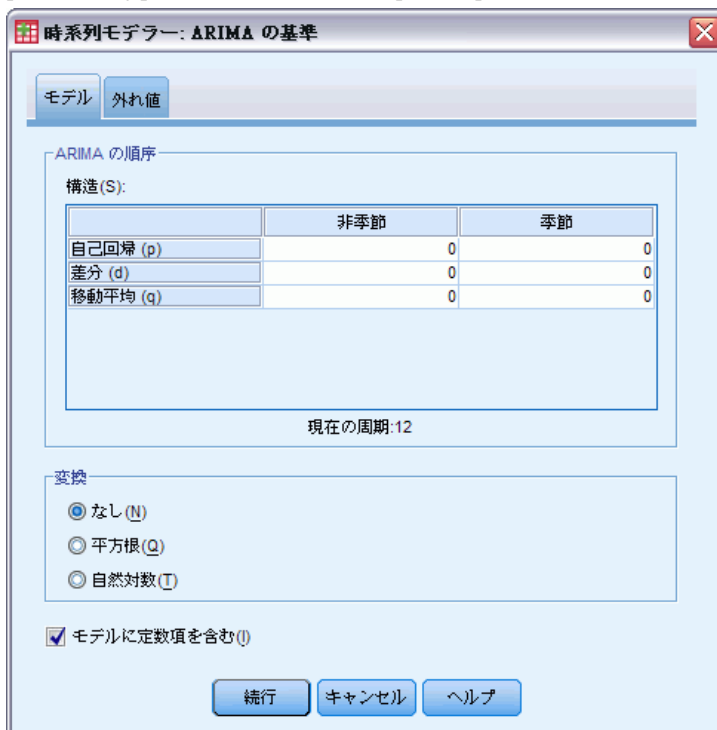 時系列モデラー: ARIMA の基準
モデル 外れ値
ARIMA の順序
構造(S):
非季節 季節
自己回帰 (p) 0 0
差分 (d) 0 0
移動平均 (q) 0 0
現在の周期:12
変換
なし(N)
平方根(Q)
自然対数(T)
モデルに定数項を含む(I)
続行 キャンセル ヘルプ